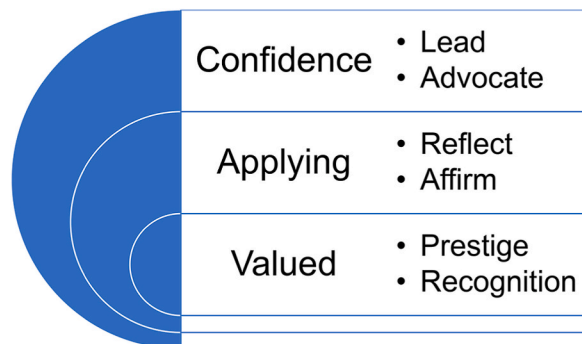 Confidence
• Lead
• Advocate
Applying
• Reflect
• Affirm
Valued
• Prestige
• Recognition